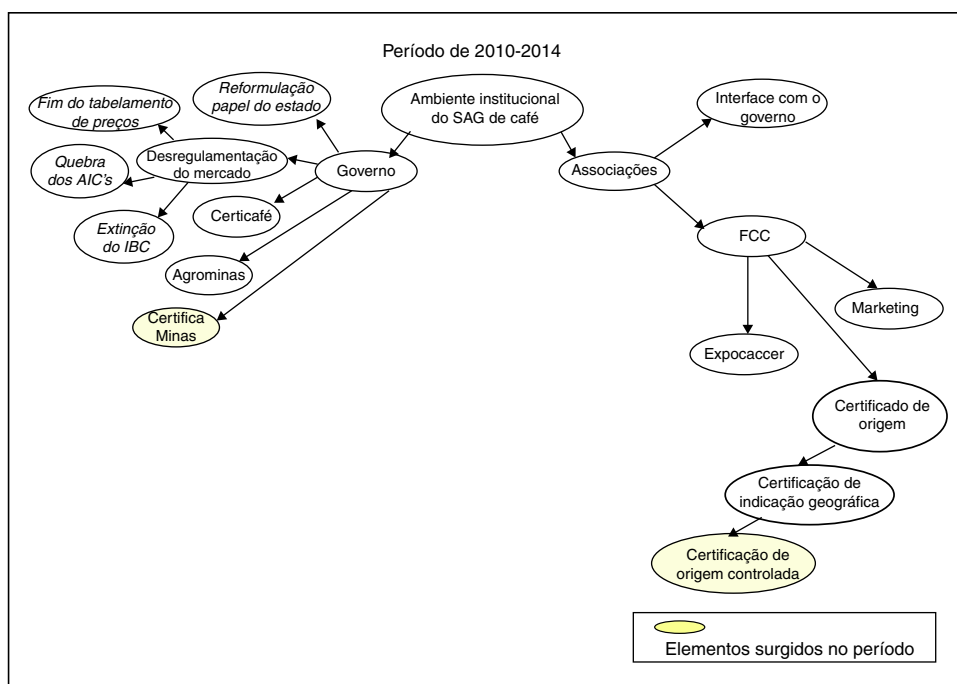 Período de 2010-2014
Ambiente institucional
do SAG de café
Reformulação
papel do estado
Fim do tabelamento
de preços
Desregulamentação
do mercado
Quebra
dos AIC's
Extinção
do IBC
Governo
Certicafé
Agrominas
Certifica
Minas
Interface com o
governo
Associações
FCC
Marketing
Expocaccer
Certificado de
origem
Certificação de
indicação geográfica
Certificação de
origem controlada
Elementos surgidos no período